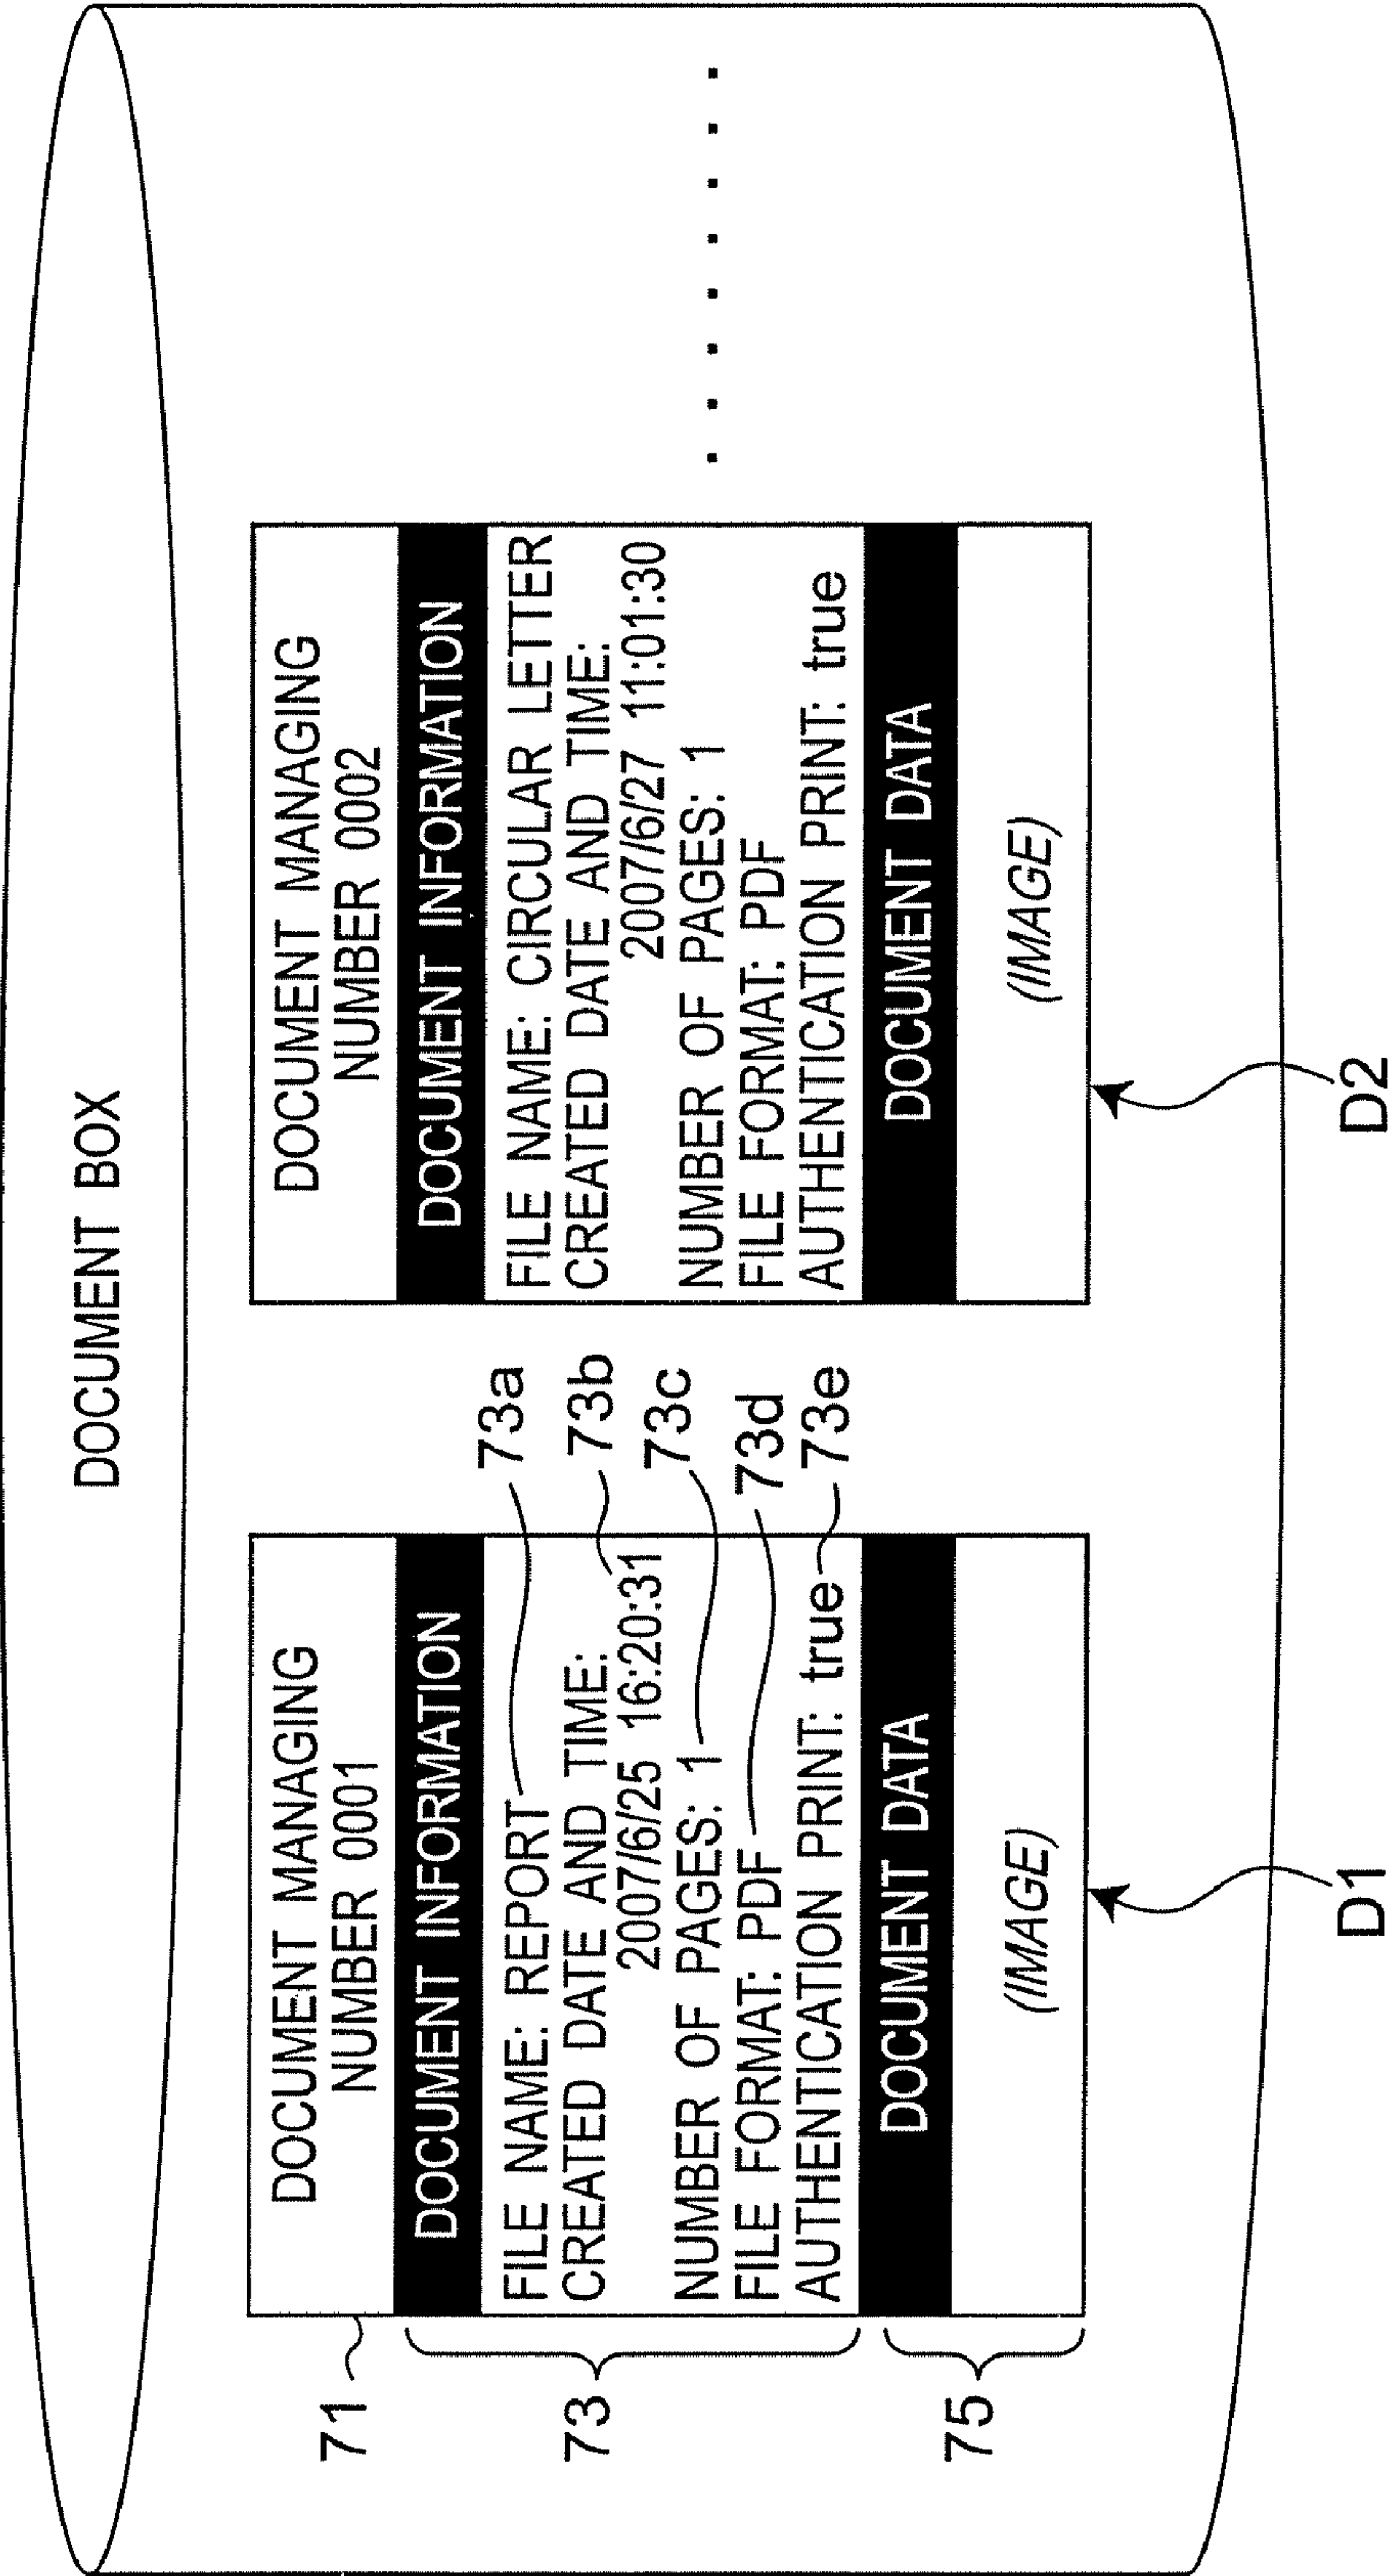 DOCUMENT BOX
71
DOCUMENT MANAGING
NUMBER 0001
73
DOCUMENT INFORMATION
FILE NAME: REPORT
73a
CREATED DATE AND TIME:
2007/6/25 16:20:31
73b
NUMBER OF PAGES: 1
73c
FILE FORMAT: PDF
73d
AUTHENTICATION PRINT: true
73e
75
DOCUMENT DATA
(IMAGE)
D1
DOCUMENT MANAGING
NUMBER 0002
DOCUMENT INFORMATION
FILE NAME: CIRCULAR LETTER
CREATED DATE AND TIME:
2007/6/27 11:01:30
NUMBER OF PAGES: 1
FILE FORMAT: PDF
AUTHENTICATION PRINT: true
DOCUMENT DATA
(IMAGE)
D2